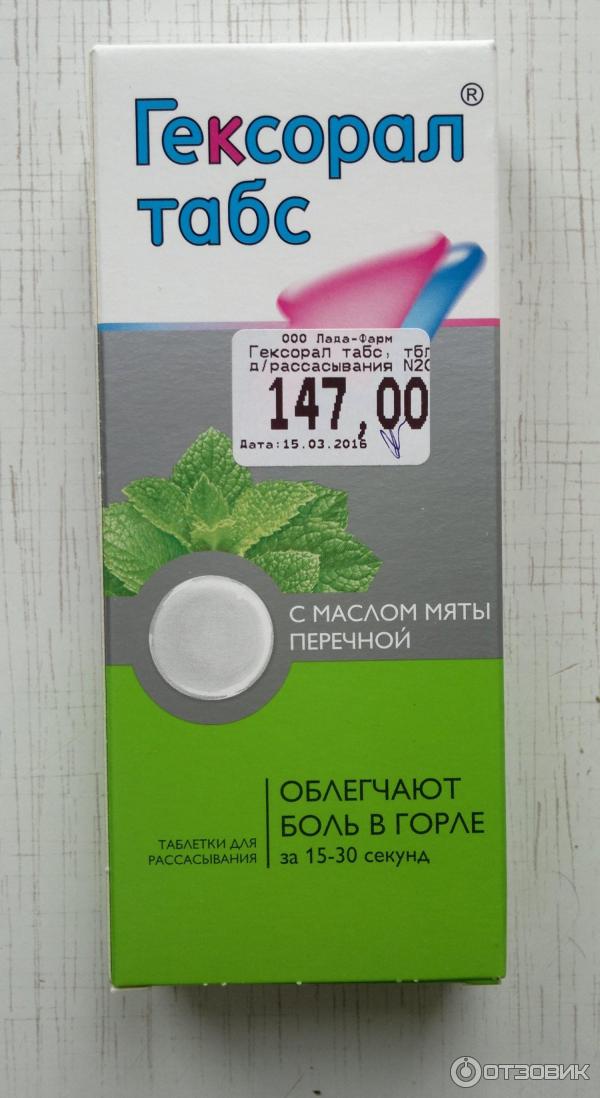 Гексорал®
табс
ООО Лада-Фарм
Гексорал табс, тбл
д/рассасывания N20
147,00
Дата:15.03.2016
С МАСЛОМ МЯТЫ
ПЕРЕЧНОЙ
ОБЛЕГЧАЮТ
БОЛЬ В ГОРЛЕ
за 15-30 секунд
ТАБЛЕТКИ ДЛЯ
РАССАСЫВАНИЯ
ОТЗОВИК